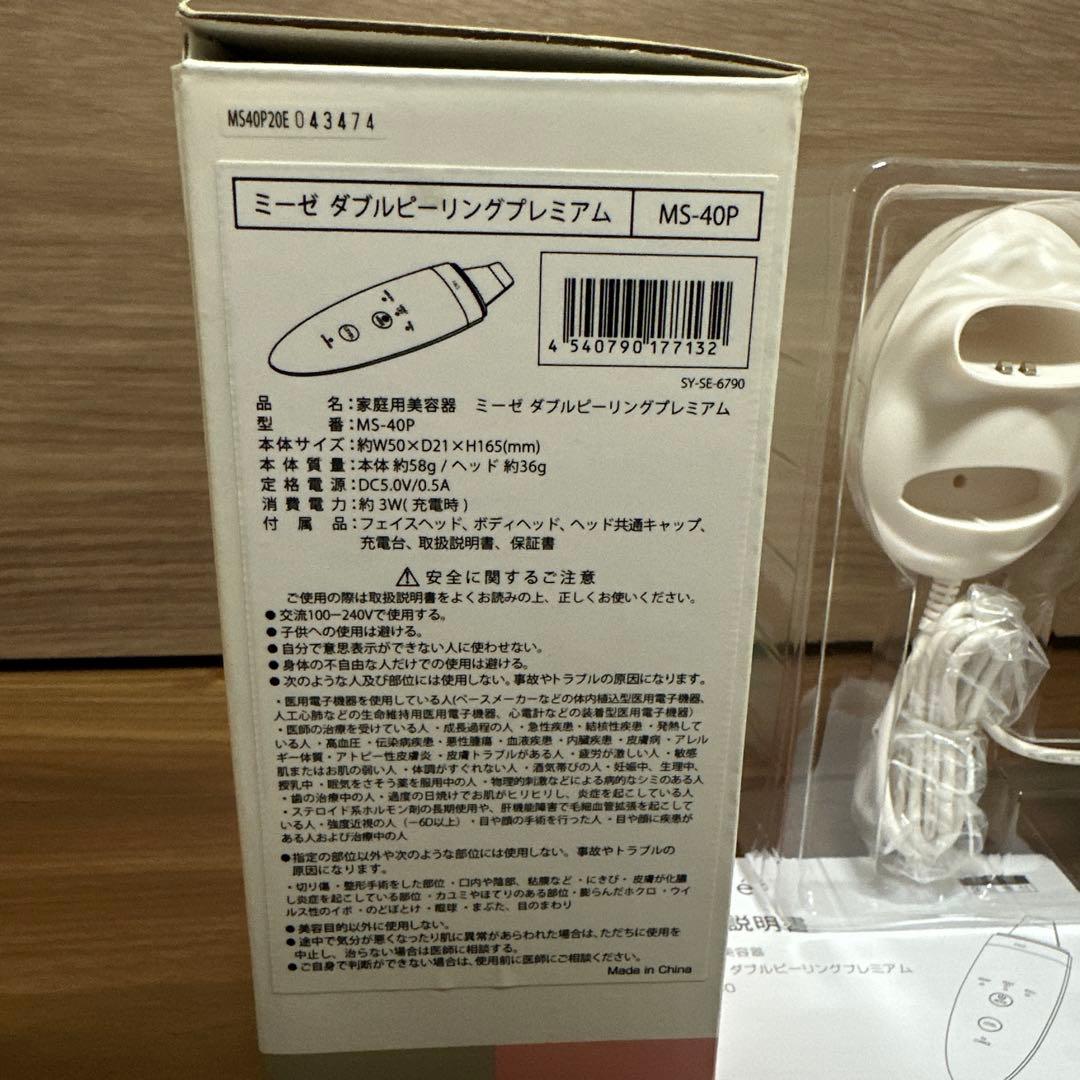 MS40P20E 043474
ミーゼ ダブルピーリングプレミアム MS-40P
4 540790 177132
SY-SE-6790
品 名：家庭用美容器 ミーゼ ダブルピーリングプレミアム
型 番：MS-40P
本体サイズ：約W50×D21×H165(mm)
本体質量：本体 約58g / ヘッド 約36g
定格電源：DC5.0V/0.5A
消費電力：約 3W( 充電時 )
付属品：フェイスヘッド、ボディヘッド、ヘッド共通キャップ、
充電台、取扱説明書、保証書
⚠ 安全に関するご注意
ご使用の際は取扱説明書をよくお読みの上、正しくお使いください。
● 交流100−240Vで使用する。
● 子供への使用は避ける。
● 自分で意思表示ができない人に使わせない。
● 身体の不自由な人だけでの使用は避ける。
● 次のような人及び部位には使用しない。事故やトラブルの原因になります。
・医用電子機器を使用している人(ペースメーカーなどの体内植込型医用電子機器、
人工心肺などの生命維持用医用電子機器、心電計などの装着型医用電子機器)
・医師の治療を受けている人・成長過程の人・急性疾患・結核性疾患・発熱して
いる人・高血圧・伝染病疾患・悪性腫瘍・血液疾患・内臓疾患・皮膚病・アレル
ギー体質・アトピー性皮膚炎・皮膚トラブルがある人・疲労が激しい人・敏感
肌またはお肌の弱い人・体調がすぐれない人・酒気帯びの人・妊娠中、生理中、
授乳中・眠気をさそう薬を服用中の人・物理的刺激などによる病的なシミのある人
・歯の治療中の人・過度の日焼けでお肌がヒリヒリし、炎症を起こしている人
・ステロイド系ホルモン剤の長期使用や、肝機能障害で毛細血管拡張を起こして
いる人・強度近視の人（−6D以上）・目や顔の手術を行った人・目や顔に疾患が
ある人および治療中の人
● 指定の部位以外や次のような部位には使用しない。事故やトラブルの
原因になります。
・切り傷・整形手術をした部位・口内や陰部、粘膜など・にきび・皮膚が化膿
し炎症を起こしている部位・カユミやほてりのある部位・膨らんだホクロ・ウイ
ルス性のイボ・のどぼとけ・眼球・まぶた、目のまわり
● 美容目的以外に使用しない。
● 途中で気分が悪くなったり肌に異常があらわれた場合は、ただちに使用を
中止し、治らない場合は医師に相談する。
● ご自身で判断ができない場合は、使用前に医師にご相談ください。
Made in China
説明書
美容器
ダブルピーリングプレミアム